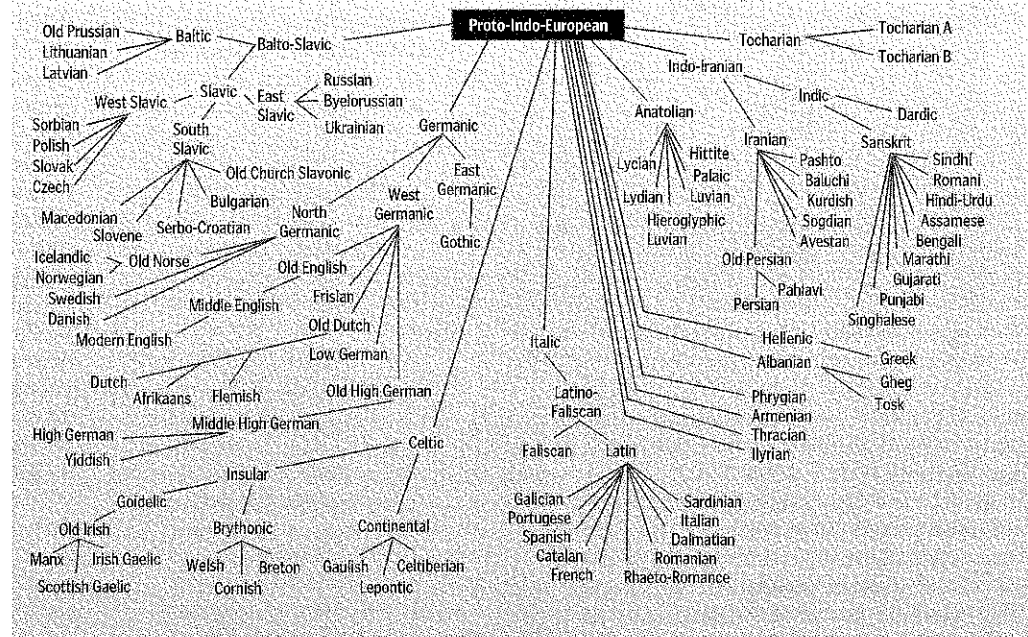 Proto-Indo-European
Balto-Slavic
Baltic
Old Prussian
Lithuanian
Latvian
Slavic
West Slavic
Sorbian
Polish
Slovak
Czech
East
Slavic
Russian
Byelorussian
Ukrainian
South
Slavic
Old Church Slavonic
Bulgarian
Serbo-Croatian
Slovene
Macedonian
Germanic
North
Germanic
Old Norse
Icelandic
Norwegian
Swedish
Danish
West
Germanic
Old English
Middle English
Modern English
Frisian
Old Dutch
Dutch
Afrikaans
Flemish
Low German
Old High German
Middle High German
High German
Yiddish
East
Germanic
Gothic
Celtic
Insular
Goidelic
Old Irish
Manx
Scottish Gaelic
Irish Gaelic
Brythonic
Welsh
Cornish
Breton
Continental
Gaulish
Lepontic
Celtiberian
Italic
Latino-
Faliscan
Faliscan
Latin
Galician
Portugese
Spanish
Catalan
French
Rhaeto-Romance
Romanian
Dalmatian
Italian
Sardinian
Anatolian
Lycian
Lydian
Hieroglyphic
Luvian
Luvian
Palaic
Hittite
Hellenic
Greek
Albanian
Gheg
Tosk
Phrygian
Armenian
Thracian
Ilyrian
Indo-Iranian
Iranian
Pashto
Baluchi
Kurdish
Sogdian
Avestan
Old Persian
Pahlavi
Persian
Indic
Dardic
Sanskrit
Sindhi
Romani
Hindi-Urdu
Assamese
Bengali
Marathi
Gujarati
Punjabi
Singhalese
Tocharian
Tocharian A
Tocharian B